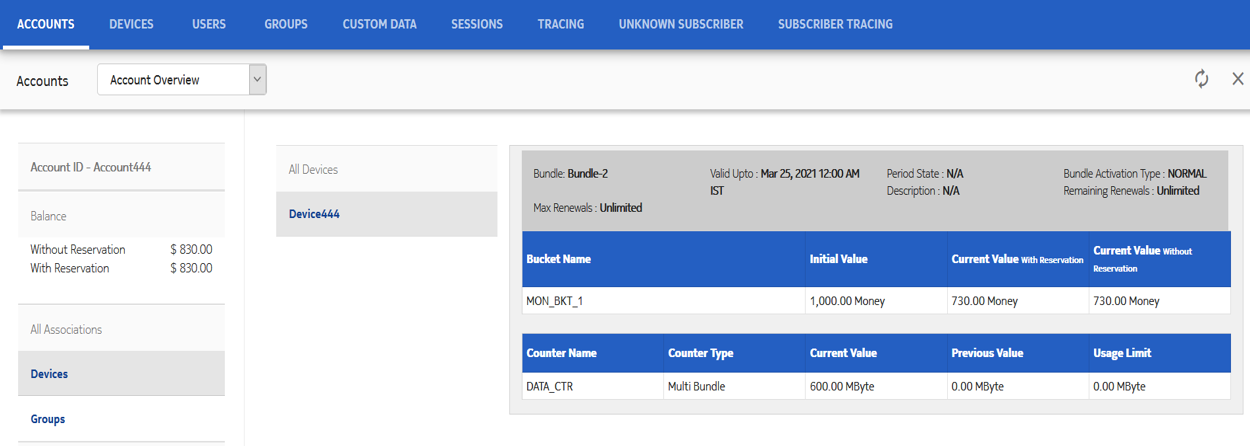 ACCOUNTS DEVICES USERS GROUPS CUSTOM DATA SESSIONS TRACING UNKNOWN SUBSCRIBER SUBSCRIBER TRACING
Accounts Account Overview
Account ID - Account444
Balance
Without Reservation $ 830.00
With Reservation $ 830.00
All Associations
Devices
Groups
All Devices
Device444
Bundle: Bundle-2 Valid Upto : Mar 25, 2021 12:00 AM Period State : N/A Bundle Activation Type : NORMAL
IST Description : N/A Remaining Renewals : Unlimited
Max Renewals : Unlimited
Bucket Name Initial Value Current Value With Reservation Current Value Without
Reservation
MON_BKT_1 1,000.00 Money 730.00 Money 730.00 Money
Counter Name Counter Type Current Value Previous Value Usage Limit
DATA_CTR Multi Bundle 600.00 MByte 0.00 MByte 0.00 MByte